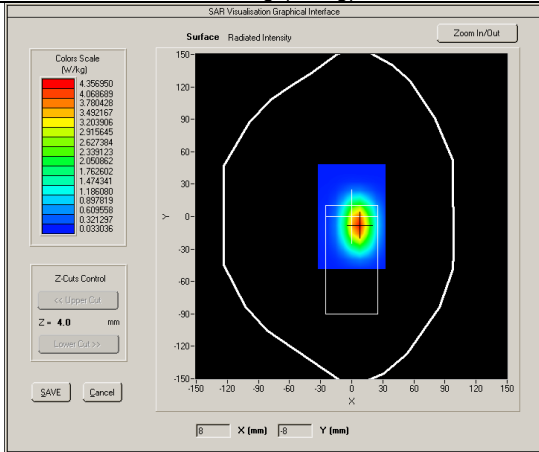 SAR Visualisation Graphical Interface
Surface Radiated Intensity
Zoom In/Out
Colors Scale
(W/kg)
4.356950
4.068689
3.780428
3.492167
3.203906
2.915645
2.627384
2.339123
2.050862
1.762602
1.474341
1.186080
0.897819
0.609558
0.321297
0.033036
Z-Cuts Control
<< Upper Cut
Z = 4.0 mm
Lower Cut >>
SAVE Cancel
150-
120-
90-
60-
30-
0-
-30-
-60-
-90-
-120-
-150-
Y
-150 -120 -90 -60 -30 0 30 60 90 120 150
X
8 X (mm) -8 Y (mm)